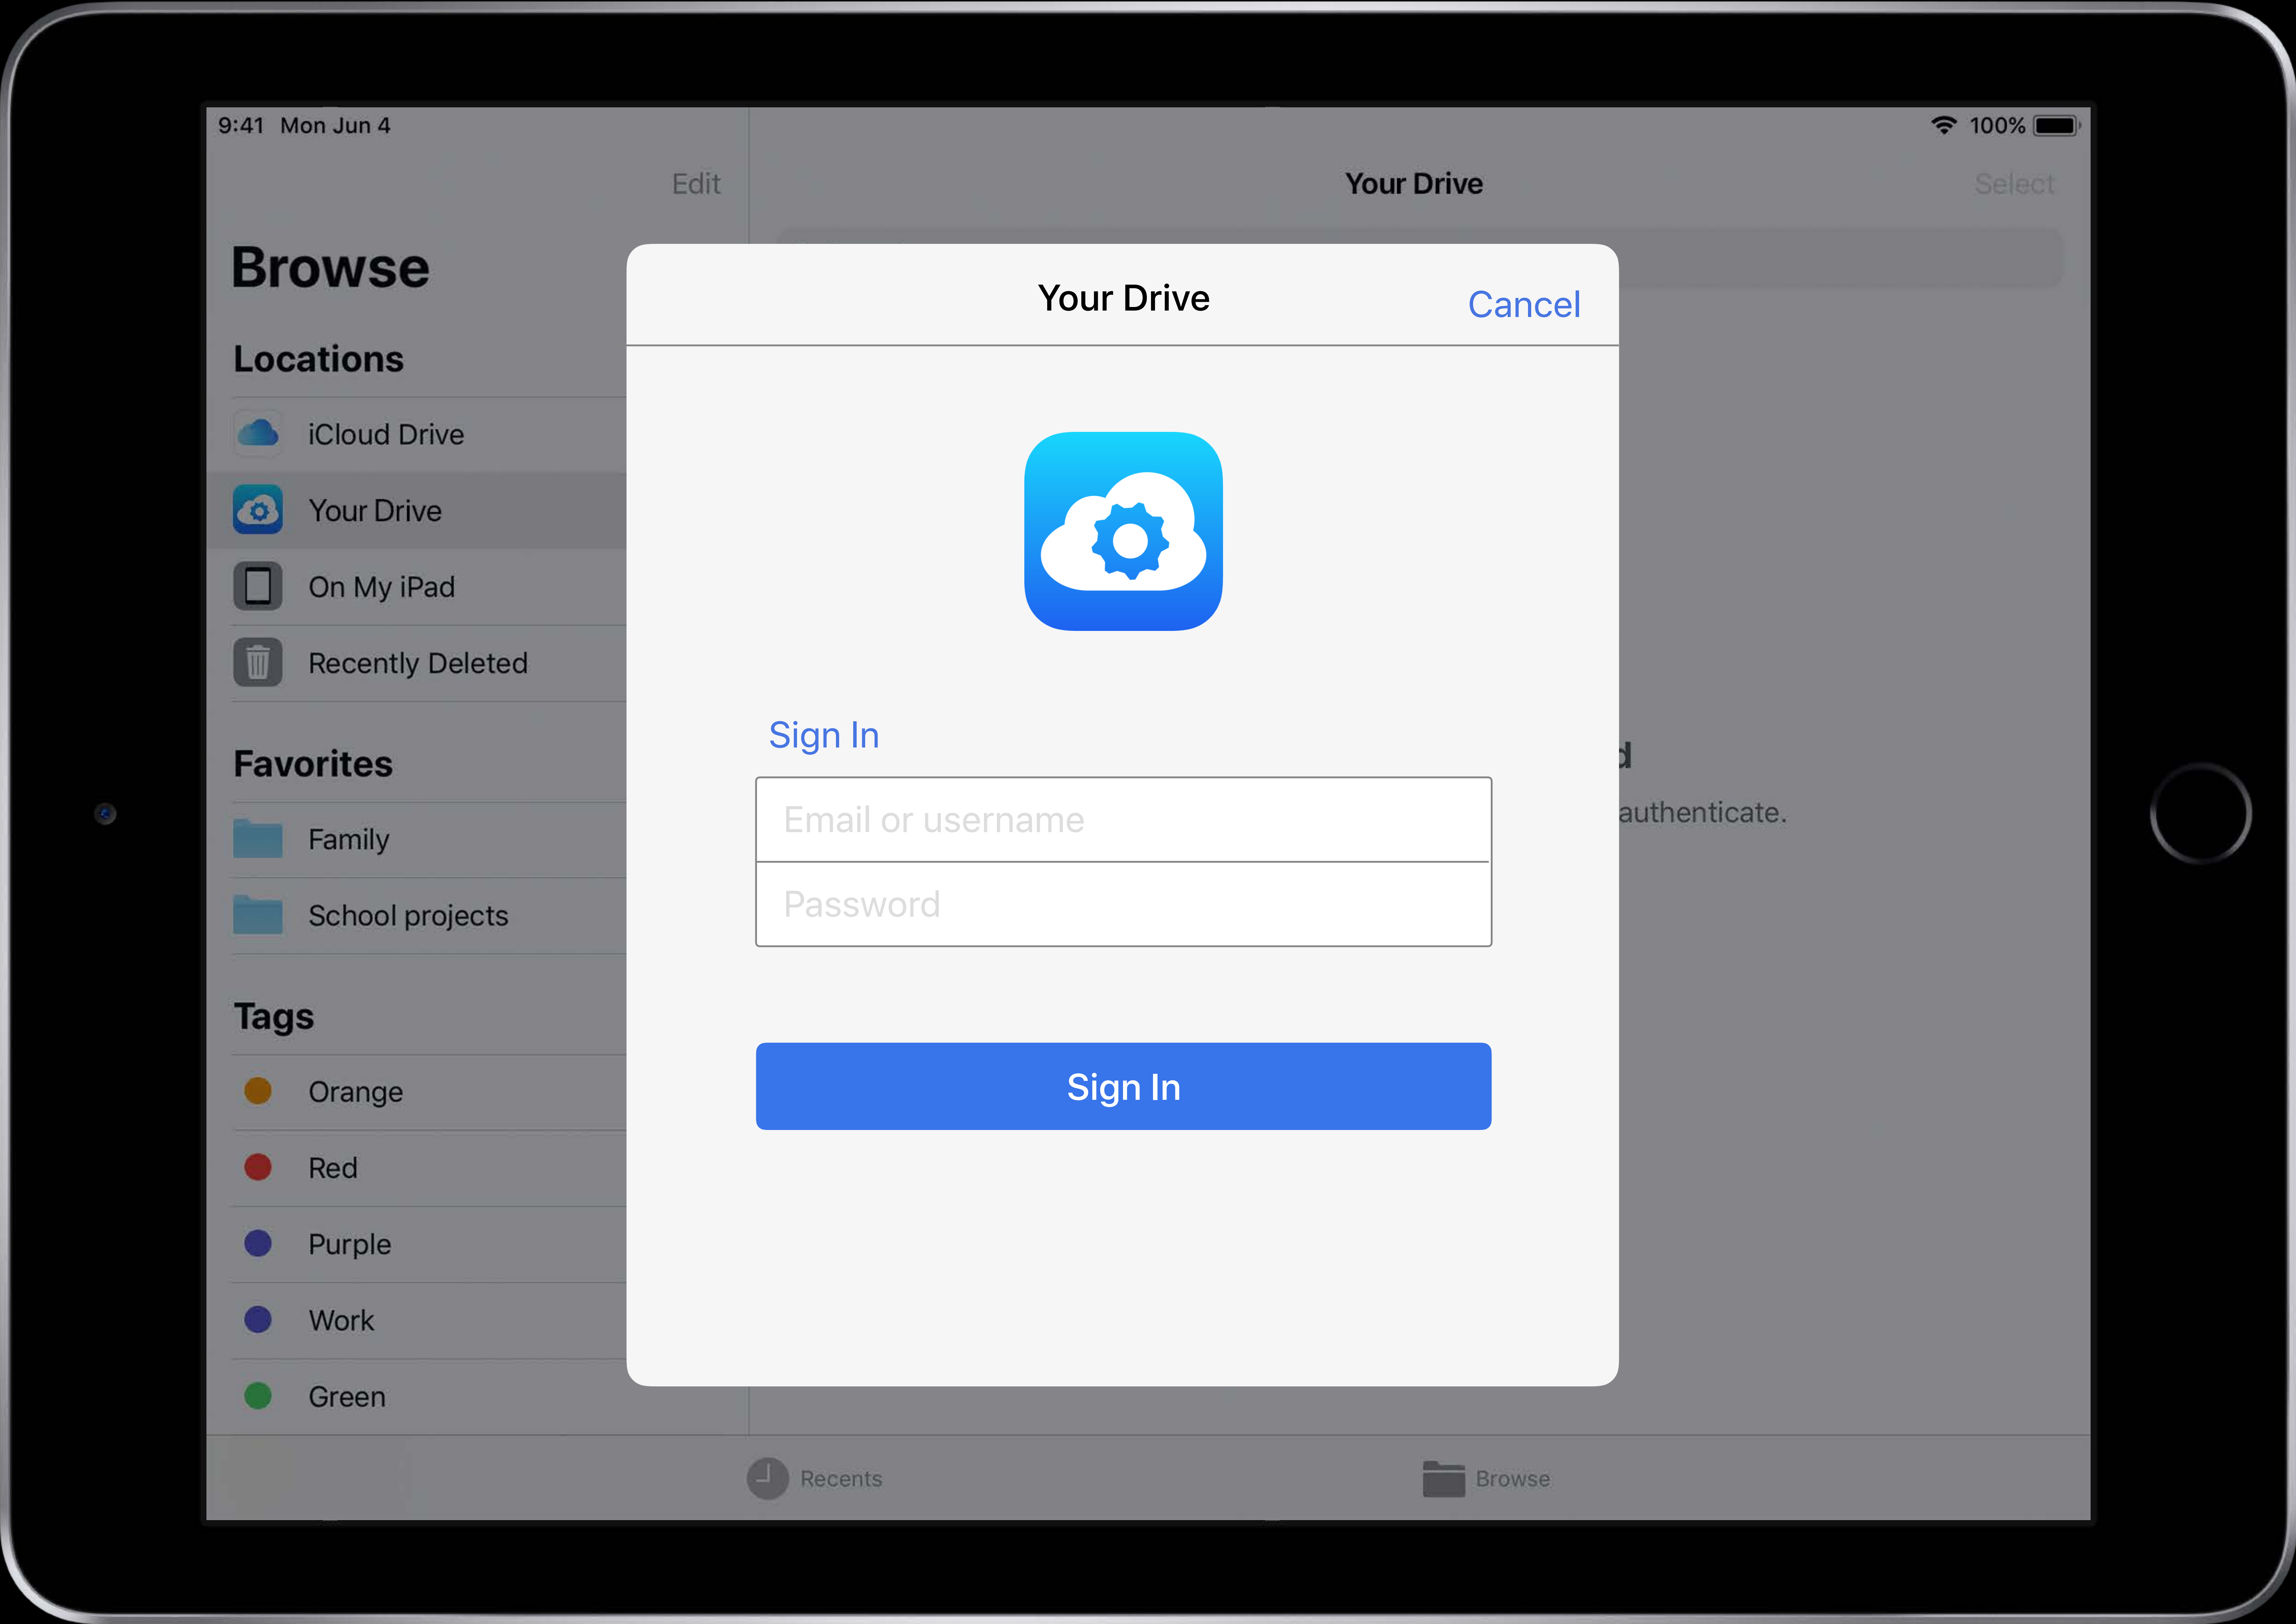 9:41 Mon Jun 4
100%
Edit
Your Drive
Select
Browse
Locations
iCloud Drive
Your Drive
On My iPad
Recently Deleted
Favorites
Family
School projects
Tags
Orange
Red
Purple
Work
Green
Your Drive
Cancel
Sign In
Email or username
Password
Sign In
d
authenticate.
Recents
Browse